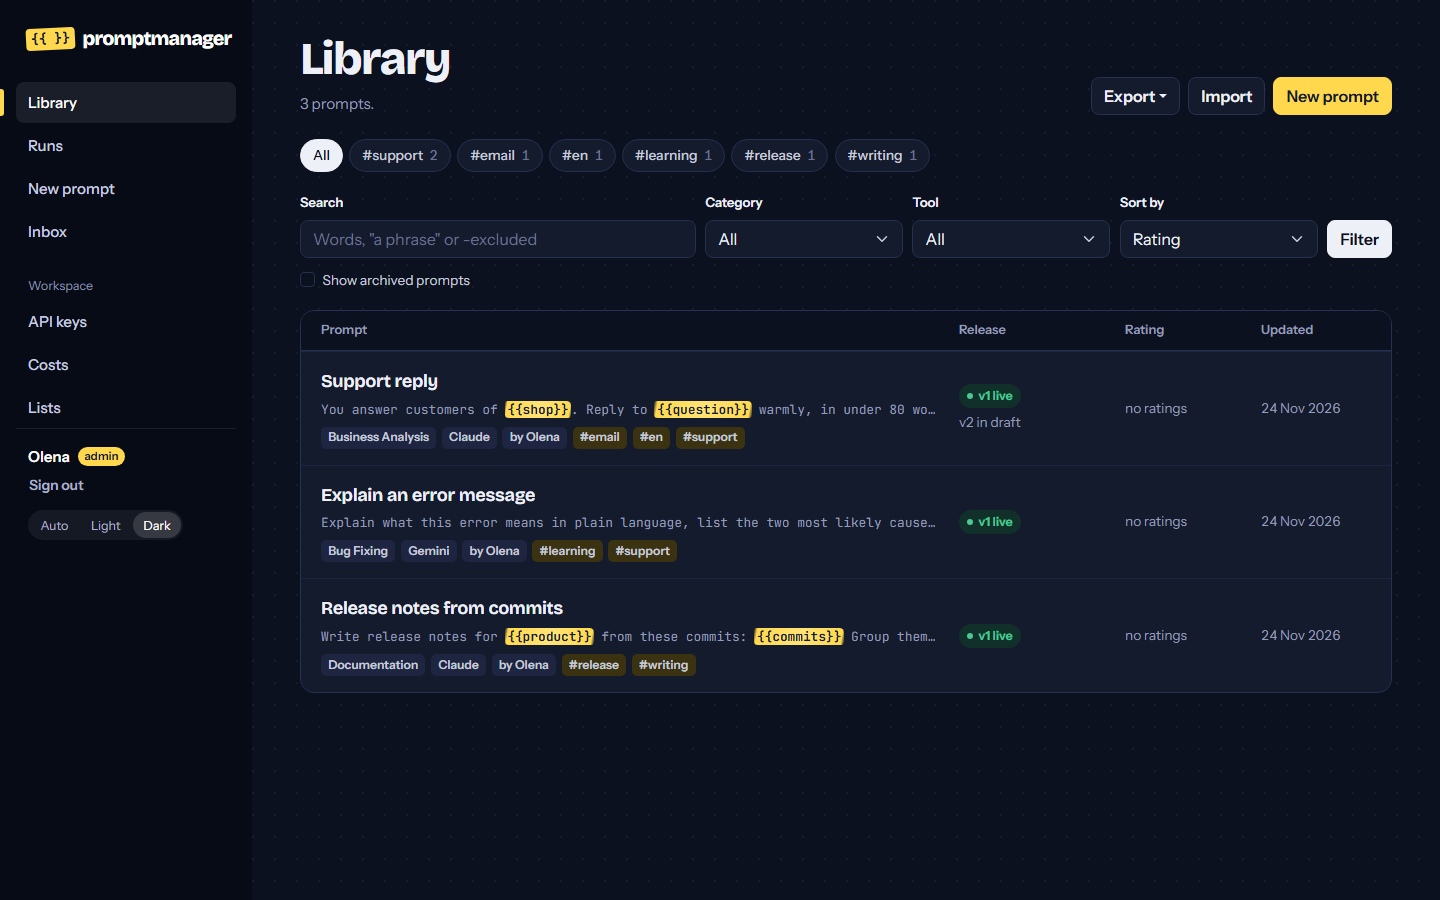 {{ }} promptmanager
Library
Runs
New prompt
Inbox
Workspace
API keys
Costs
Lists
Olena admin
Sign out
Auto Light Dark
Library
3 prompts.
Export Import New prompt
All #support 2 #email 1 #en 1 #learning 1 #release 1 #writing 1
Search Category Tool Sort by
Words, "a phrase" or -excluded All All Rating Filter
Show archived prompts
Prompt Release Rating Updated
Support reply
You answer customers of {{shop}}. Reply to {{question}} warmly, in under 80 wo…
Business Analysis Claude by Olena #email #en #support
v1 live
v2 in draft
no ratings
24 Nov 2026
Explain an error message
Explain what this error means in plain language, list the two most likely cause…
Bug Fixing Gemini by Olena #learning #support
v1 live
no ratings
24 Nov 2026
Release notes from commits
Write release notes for {{product}} from these commits: {{commits}} Group them…
Documentation Claude by Olena #release #writing
v1 live
no ratings
24 Nov 2026